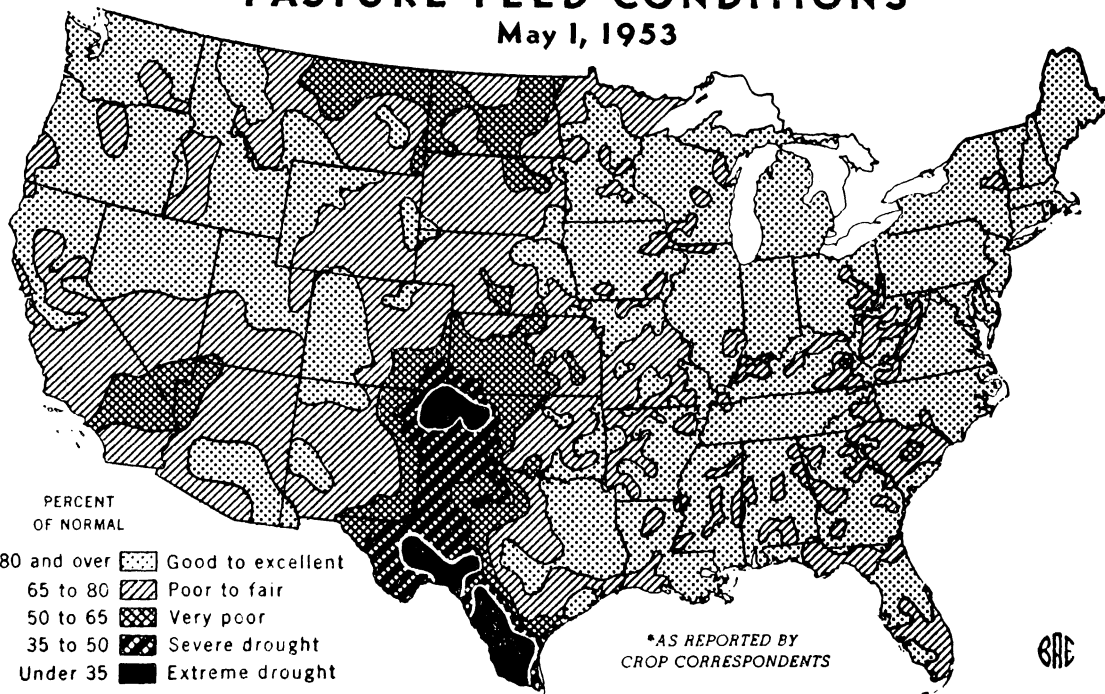 PASTURE FEED CONDITIONS
May 1, 1953
PERCENT
OF NORMAL
80 and over Good to excellent
65 to 80 Poor to fair
50 to 65 Very poor
35 to 50 Severe drought
Under 35 Extreme drought
*AS REPORTED BY
CROP CORRESPONDENTS
BAE